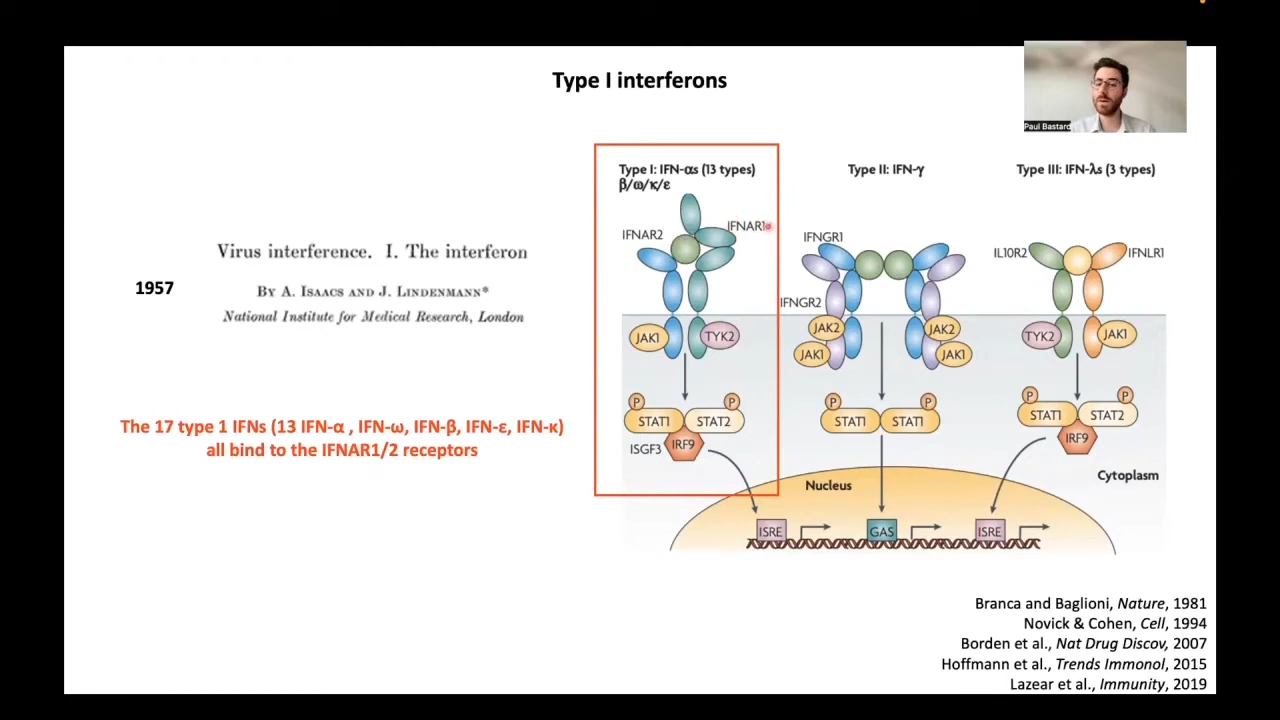 Type I interferons
Paul Bastard
1957
Virus interference. I. The interferon
By A. Isaacs and J. Lindenmann*
National Institute for Medical Research, London
The 17 type 1 IFNs (13 IFN-α , IFN-ω, IFN-β, IFN-ε, IFN-κ)
all bind to the IFNAR1/2 receptors
Type I: IFN-αs (13 types)
β/ω/κ/ε
IFNAR2
IFNAR1
JAK1
TYK2
P
P
STAT1
STAT2
ISGF3
IRF9
Type II: IFN-γ
IFNGR1
IFNGR2
JAK2
JAK2
JAK1
JAK1
P
P
STAT1
STAT1
Type III: IFN-λs (3 types)
IL10R2
IFNLR1
TYK2
JAK1
P
P
STAT1
STAT2
IRF9
Cytoplasm
Nucleus
ISRE
GAS
ISRE
Branca and Baglioni, Nature, 1981
Novick & Cohen, Cell, 1994
Borden et al., Nat Drug Discov, 2007
Hoffmann et al., Trends Immonol, 2015
Lazear et al., Immunity, 2019